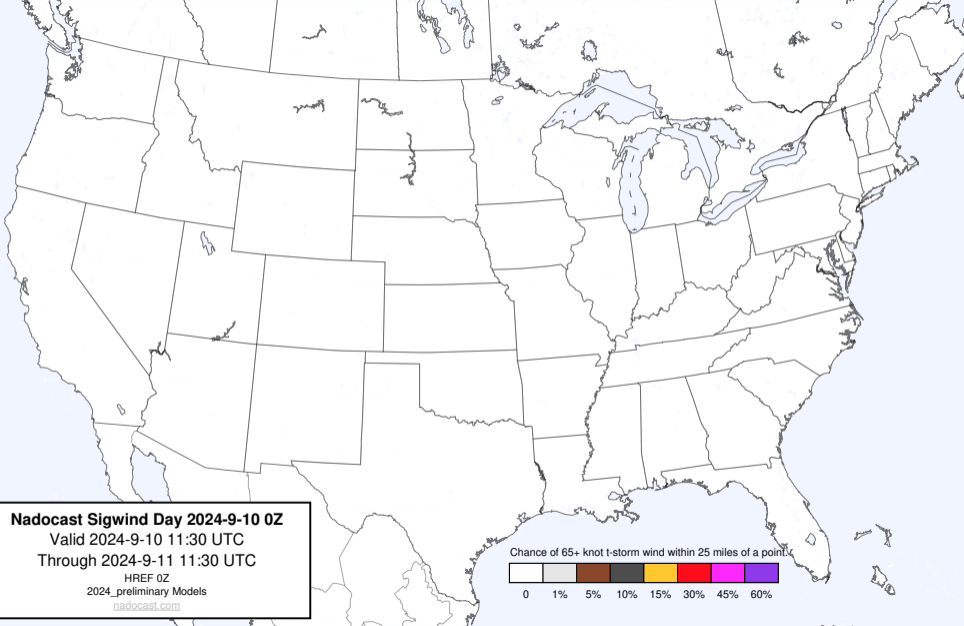 Nadocast Sigwind Day 2024-9-10 0Z
Valid 2024-9-10 11:30 UTC
Through 2024-9-11 11:30 UTC
HREF 0Z
2024_preliminary Models
nadocast.com
Chance of 65+ knot t-storm wind within 25 miles of a point.
0 1% 5% 10% 15% 30% 45% 60%